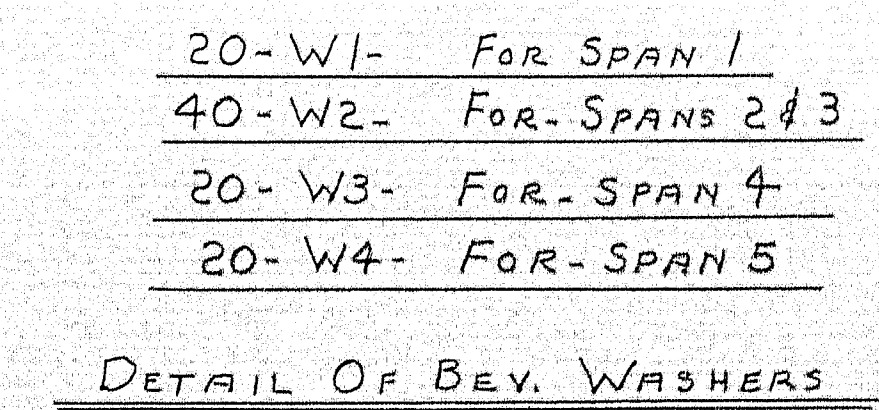 20- W1- For Span 1
40- W2- For- Spans 2 & 3
20- W3- For- Span 4
20- W4- For- Span 5
Detail Of Bev. Washers